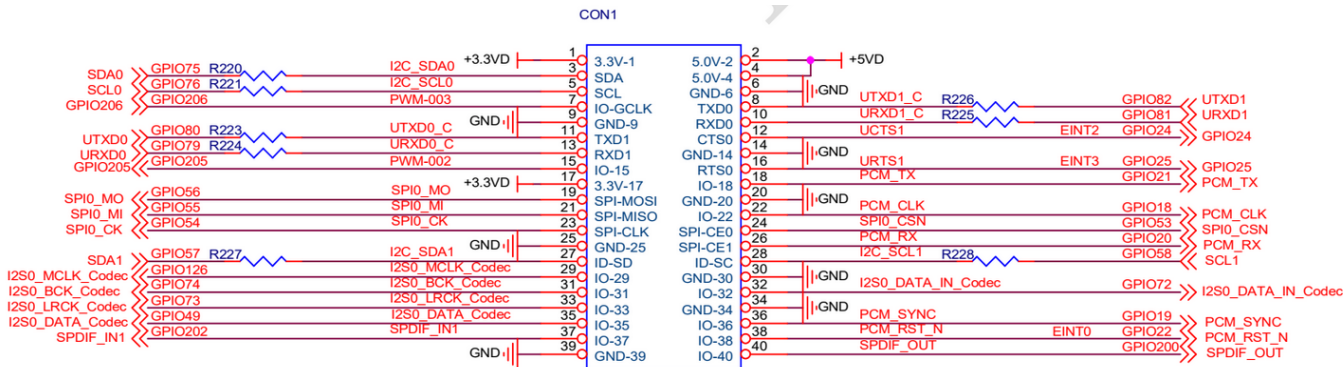 CON1
+3.3VD 1 3.3V-1 5.0V-2 2 +5VD
SDA0 GPIO75 R220 I2C_SDA0 3 SDA 5.0V-4 4
SCL0 GPIO76 R221 I2C_SCL0 5 SCL GND-6 6 GND
GPIO206 GPIO206 PWM-003 7 IO-GCLK TXD0 8 UTXD1_C R226 GPIO82 UTXD1
GND 9 GND-9 RXD0 10 URXD1_C R225 GPIO81 URXD1
UTXD0 GPIO80 R223 UTXD0_C 11 TXD1 CTS0 12 UCTS1 EINT2 GPIO24 GPIO24
URXD0 GPIO79 R224 URXD0_C 13 RXD1 GND-14 14 GND
GPIO205 GPIO205 PWM-002 15 IO-15 RTS0 16 URTS1 EINT3 GPIO25 GPIO25
+3.3VD 17 3.3V-17 IO-18 18 PCM_TX GPIO21 PCM_TX
SPI0_MO GPIO56 SPI0_MO 19 SPI-MOSI GND-20 20 GND
SPI0_MI GPIO55 SPI0_MI 21 SPI-MISO IO-22 22 PCM_CLK GPIO18 PCM_CLK
SPI0_CK GPIO54 SPI0_CK 23 SPI-CLK SPI-CE0 24 SPI0_CSN GPIO53 SPI0_CSN
GND 25 GND-25 SPI-CE1 26 PCM_RX GPIO20 PCM_RX
SDA1 GPIO57 R227 I2C_SDA1 27 ID-SD ID-SC 28 I2C_SCL1 R228 GPIO58 SCL1
I2S0_MCLK_Codec GPIO126 I2S0_MCLK_Codec 29 IO-29 GND-30 30 GND
I2S0_BCK_Codec GPIO74 I2S0_BCK_Codec 31 IO-31 IO-32 32 I2S0_DATA_IN_Codec GPIO72 I2S0_DATA_IN_Codec
I2S0_LRCK_Codec GPIO73 I2S0_LRCK_Codec 33 IO-33 GND-34 34 GND
I2S0_DATA_Codec GPIO49 I2S0_DATA_Codec 35 IO-35 IO-36 36 PCM_SYNC GPIO19 PCM_SYNC
SPDIF_IN1 GPIO202 SPDIF_IN1 37 IO-37 IO-38 38 PCM_RST_N EINT0 GPIO22 PCM_RST_N
GND 39 GND-39 IO-40 40 SPDIF_OUT GPIO200 SPDIF_OUT